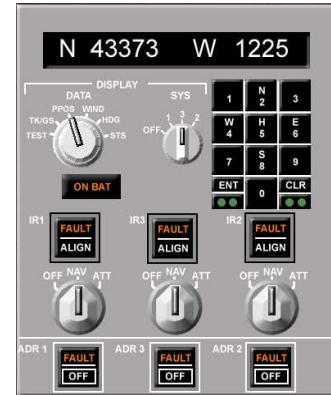 N 43373 W 1225
DISPLAY
DATA SYS
PPOS WIND
TK/GS HDG
TEST STS
OFF 1 3 2
1 N 2 3
W 4 H 5 E 6
7 S 8 9
ENT 0 CLR
ON BAT
IR1 IR3 IR2
FAULT FAULT FAULT
ALIGN ALIGN ALIGN
OFF NAV ATT OFF NAV ATT OFF NAV ATT
ADR 1 ADR 3 ADR 2
FAULT FAULT FAULT
OFF OFF OFF